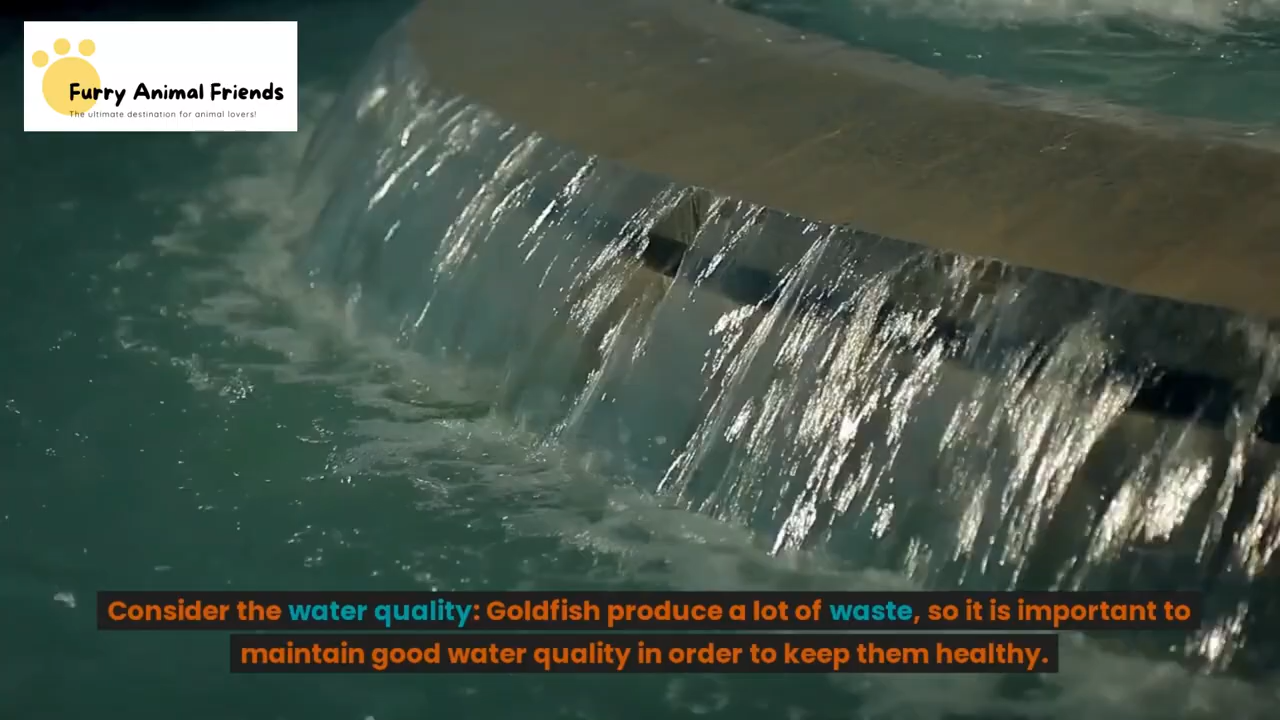 Furry Animal Friends
The ultimate destination for animal lovers!
Consider the water quality: Goldfish produce a lot of waste, so it is important to
maintain good water quality in order to keep them healthy.